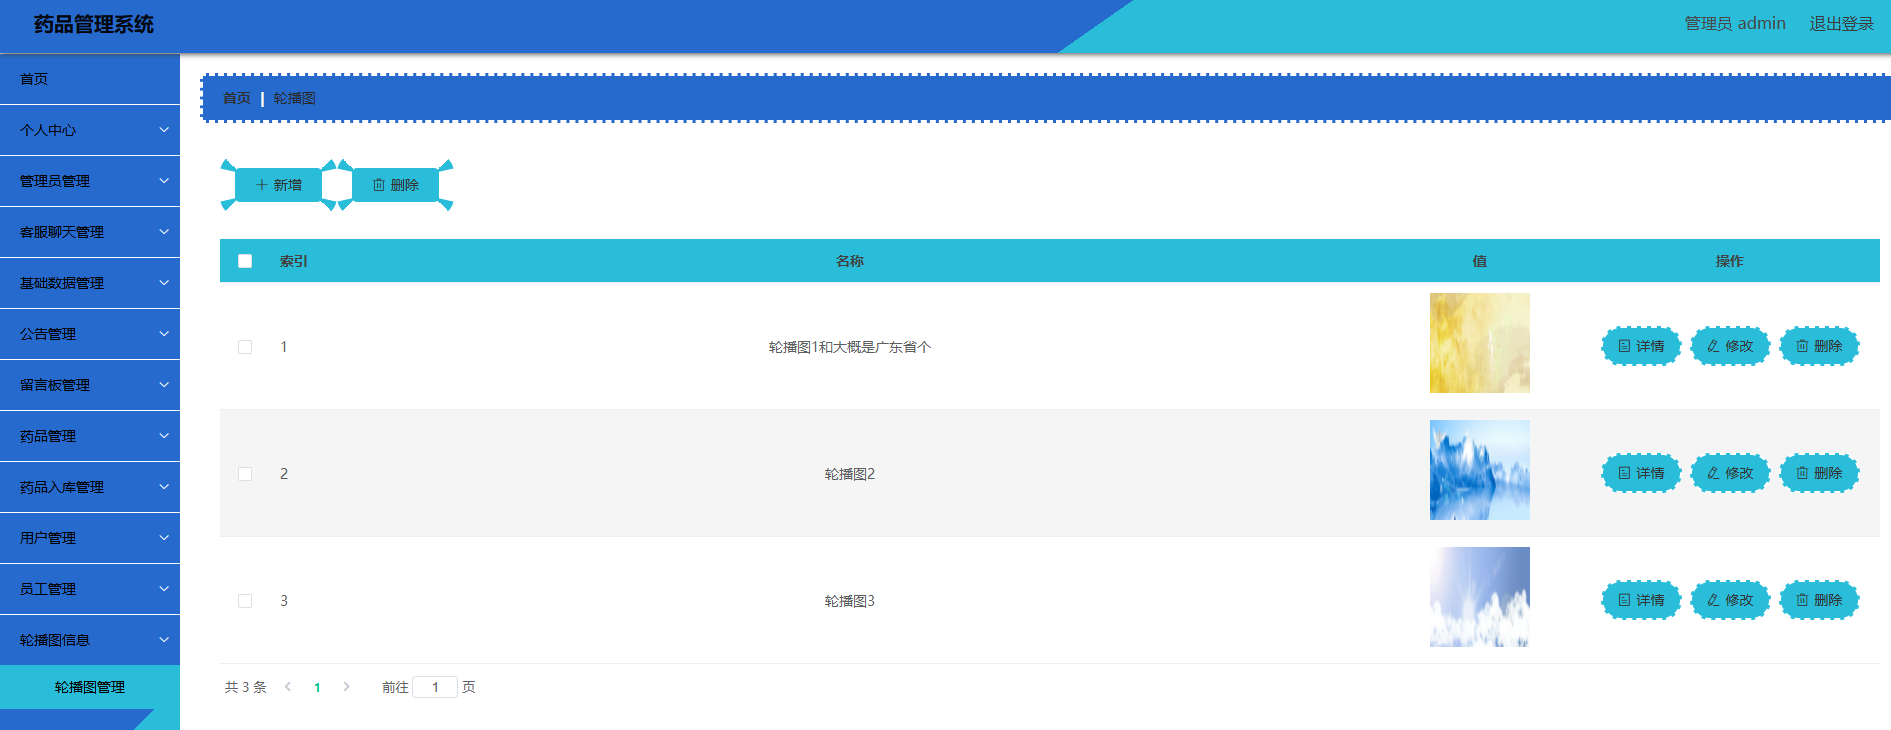 药品管理系统
管理员 admin 退出登录
首页
个人中心
管理员管理
客服聊天管理
基础数据管理
公告管理
留言板管理
药品管理
药品入库管理
用户管理
员工管理
轮播图信息
轮播图管理
首页 | 轮播图
新增 删除
索引 名称 值 操作
1 轮播图1和大概是广东省个 详情 修改 删除
2 轮播图2 详情 修改 删除
3 轮播图3 详情 修改 删除
共 3 条 1 前往 1 页